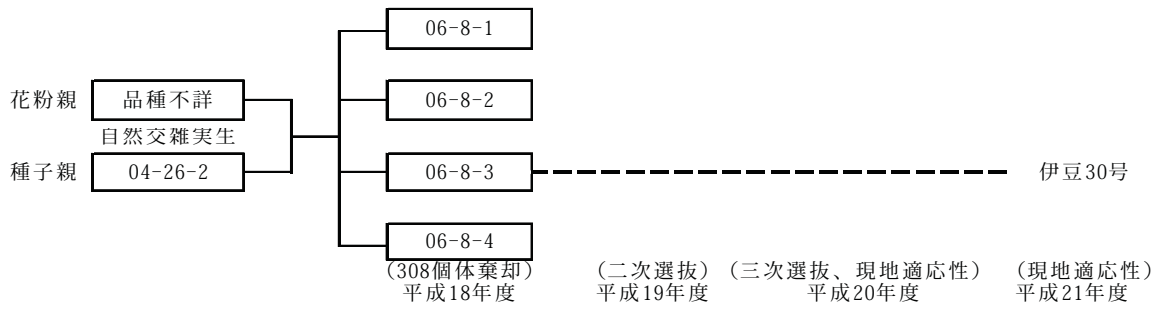 06-8-1
花粉親 品種不詳 06-8-2
自然交雑実生
種子親 04-26-2 06-8-3 伊豆30号
06-8-4
（308個体棄却） （二次選抜） （三次選抜、現地適応性） （現地適応性）
平成18年度 平成19年度 平成20年度 平成21年度